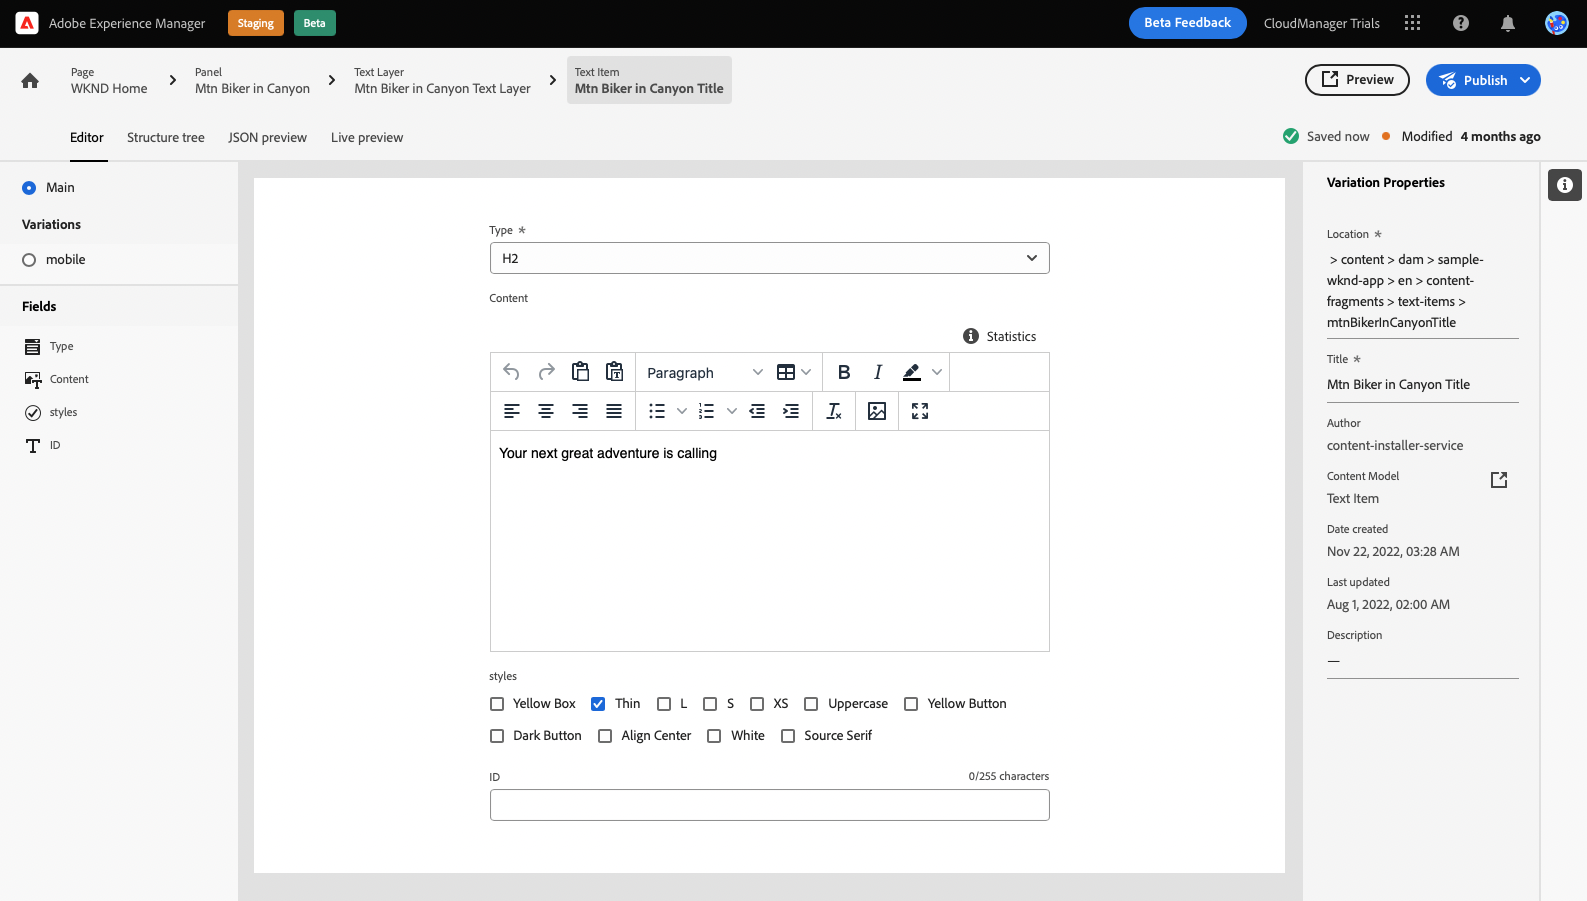 Adobe Experience Manager Staging Beta Beta Feedback CloudManager Trials
Page
WKND Home
Panel
Mtn Biker in Canyon
Text Layer
Mtn Biker in Canyon Text Layer
Text Item
Mtn Biker in Canyon Title
Preview
Publish
Editor Structure tree JSON preview Live preview
Saved now Modified 4 months ago
Main
Variations
mobile
Fields
Type
Content
styles
ID
Type *
H2
Content
Statistics
Paragraph
Your next great adventure is calling
styles
Yellow Box Thin L S XS Uppercase Yellow Button
Dark Button Align Center White Source Serif
ID 0/255 characters
Variation Properties
Location *
> content > dam > sample-
wknd-app > en > content-
fragments > text-items >
mtnBikerInCanyonTitle
Title *
Mtn Biker in Canyon Title
Author
content-installer-service
Content Model
Text Item
Date created
Nov 22, 2022, 03:28 AM
Last updated
Aug 1, 2022, 02:00 AM
Description
—